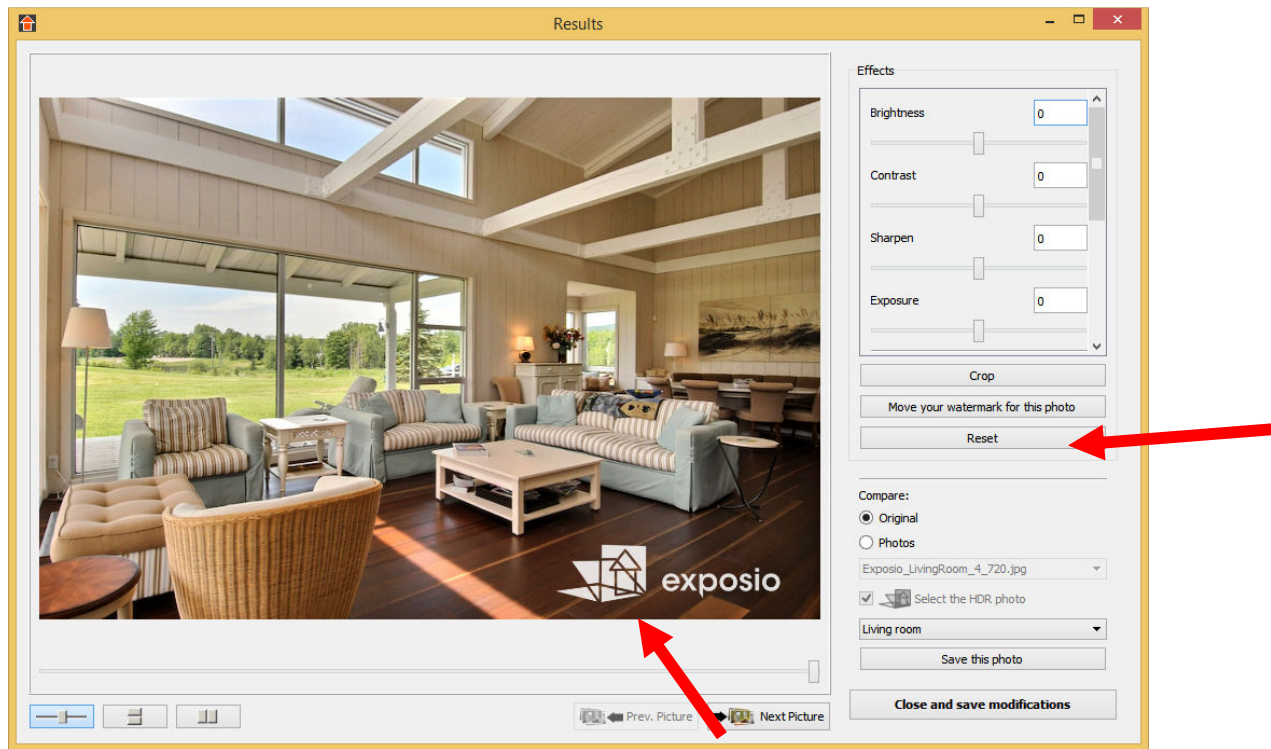 Results
Effects
Brightness 0
Contrast 0
Sharpen 0
Exposure 0
Crop
Move your watermark for this photo
Reset
exposio
Compare:
Original
Photos
Exposio_LivingRoom_4_720.jpg
Select the HDR photo
Living room
Save this photo
Close and save modifications
Prev. Picture
Next Picture